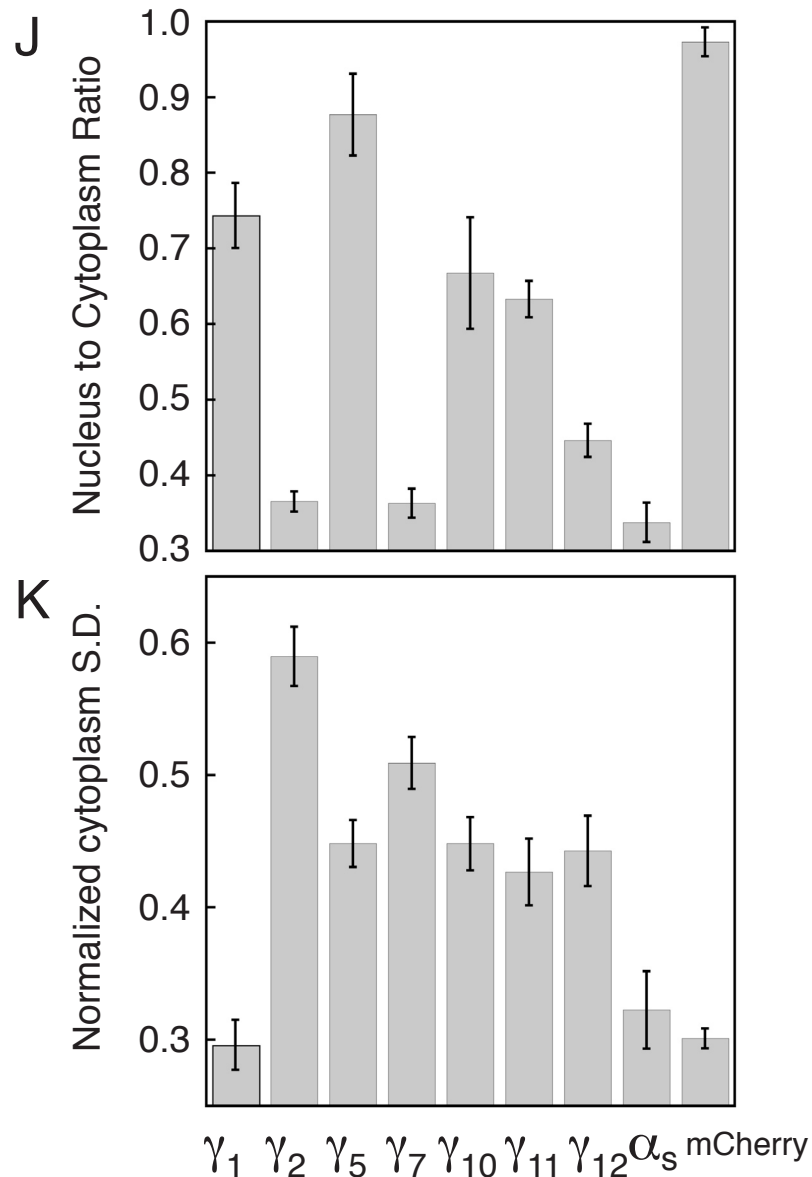 J
Nucleus to Cytoplasm Ratio
1.0
0.9
0.8
0.7
0.6
0.5
0.4
0.3
K
Normalized cytoplasm S.D.
0.6
0.5
0.4
0.3
γ1 γ2 γ5 γ7 γ10 γ11 γ12 αs mCherry